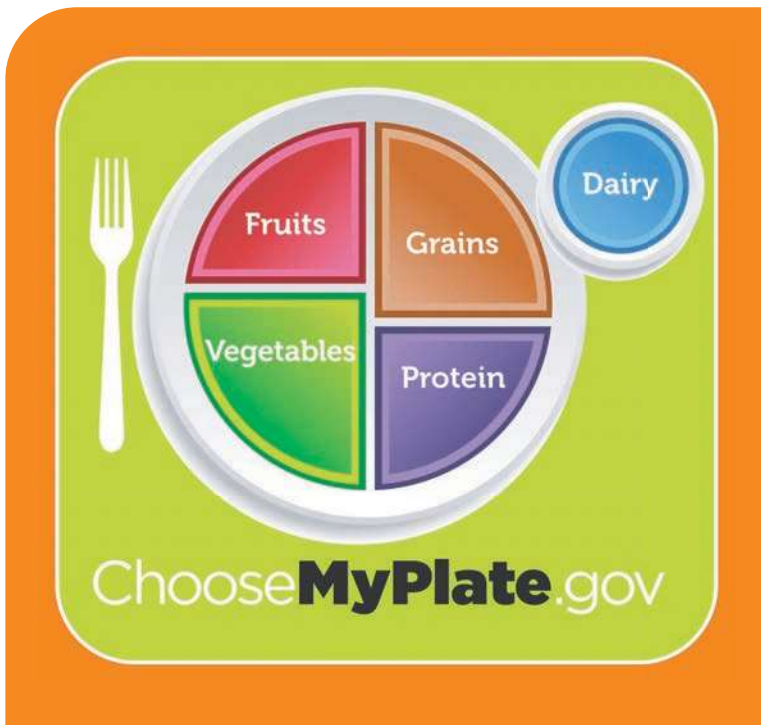 Fruits
Grains
Dairy
Vegetables
Protein
ChooseMyPlate.gov